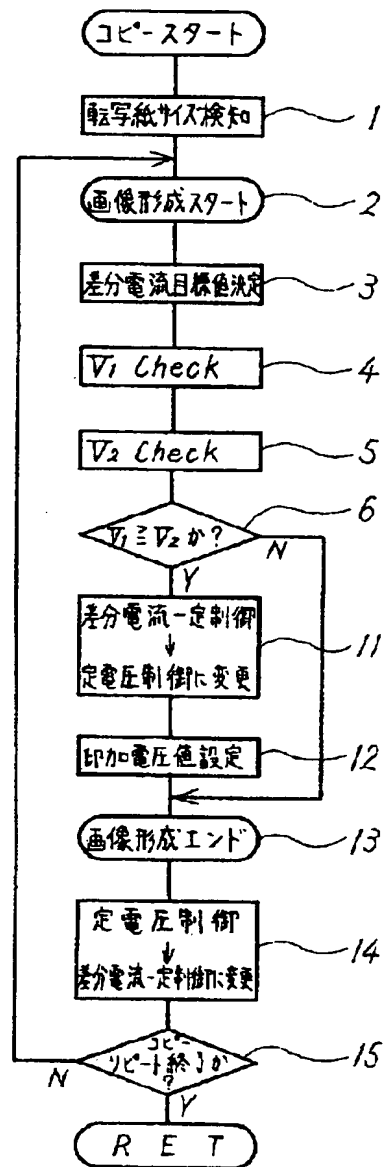 コピースタート
転写紙サイズ検知
1
画像形成スタート
2
差分電流目標値決定
3
V1 Check
4
V2 Check
5
V1≧V2か?
6
N
Y
差分電流一定制御
↓
定電圧制御に変更
11
印加電圧値設定
12
画像形成エンド
13
定電圧制御
↓
差分電流一定制御に変更
14
コピー
リピート終了か
?
15
N
Y
RET